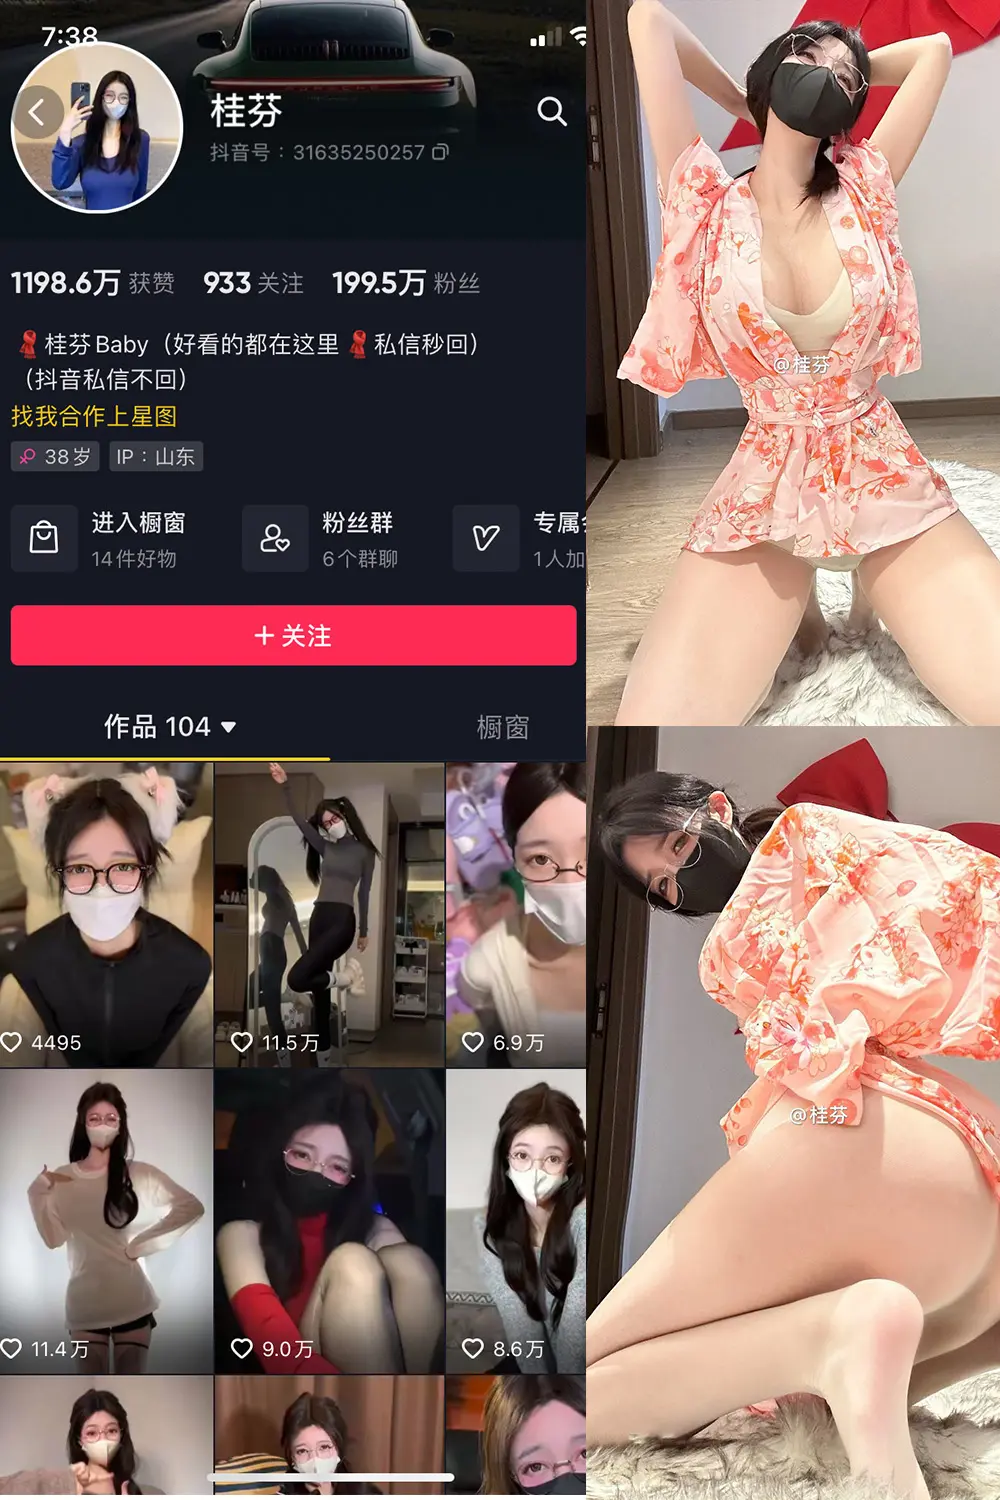 7:38
桂芬
抖音号：31635250257
1198.6万 获赞 933 关注 199.5万 粉丝
桂芬Baby（好看的都在这里 私信秒回）
（抖音私信不回）
找我合作上星图
38岁 IP：山东
进入橱窗
14件好物
粉丝群
6个群聊
专属
1人加
+ 关注
作品 104
橱窗
4495
11.5万
6.9万
11.4万
9.0万
8.6万
@桂芬
@桂芬